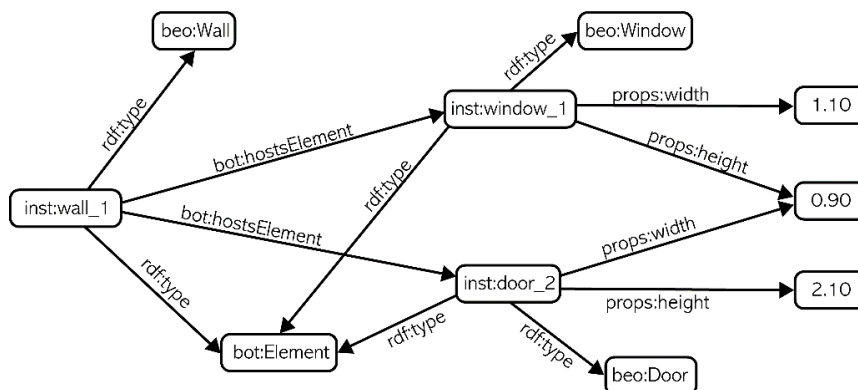 beo:Wall
beo:Window
rdf:type
rdf:type
inst:window_1
props:width
1.10
bot:hostsElement
props:height
rdf:type
inst:wall_1
0.90
bot:hostsElement
props:width
rdf:type
inst:door_2
props:height
2.10
rdf:type
bot:Element
rdf:type
beo:Door